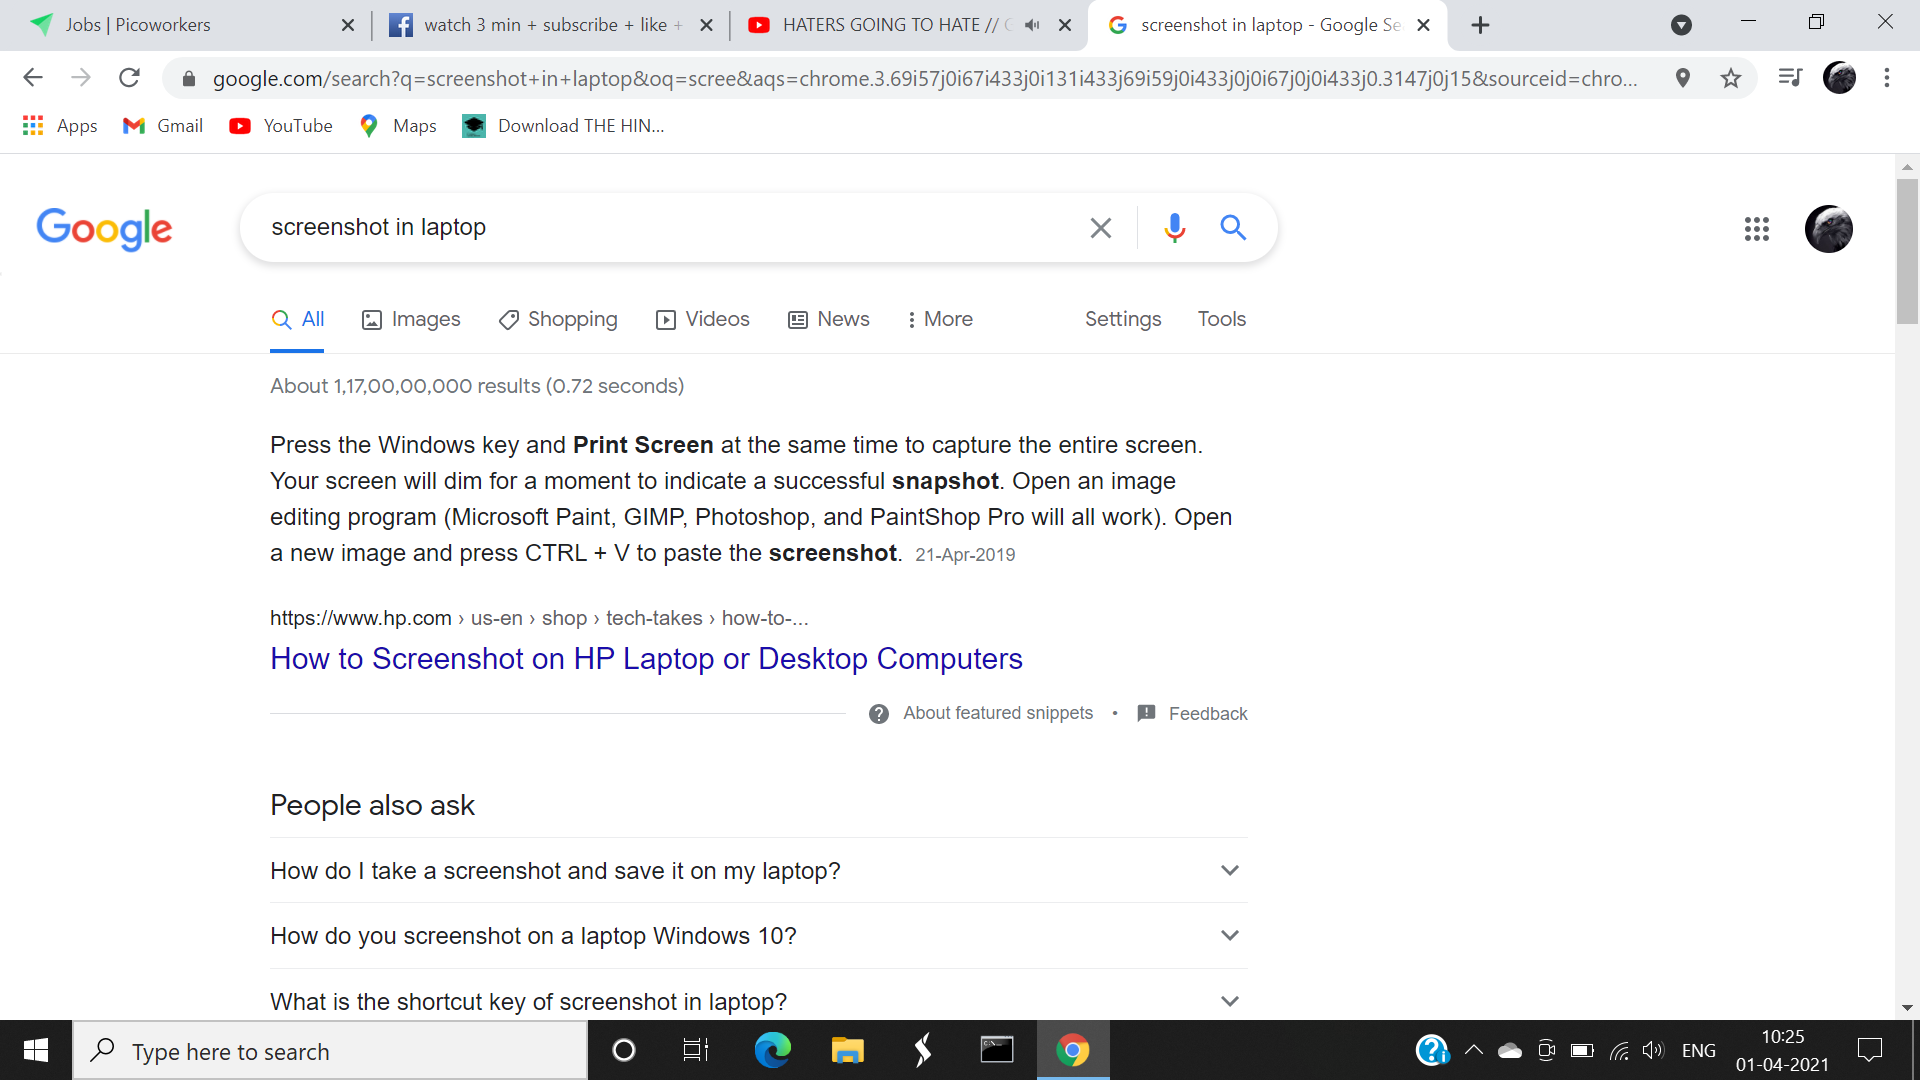 Jobs | Picoworkers
watch 3 min + subscribe + like +
HATERS GOING TO HATE //
screenshot in laptop - Google Se
google.com/search?q=screenshot+in+laptop&oq=scree&aqs=chrome.3.69i57j0i67i433j0i131i433j69i59j0i433j0j0i67j0j0i433j0.3147j0j15&sourceid=chro...
Apps
Gmail
YouTube
Maps
Download THE HIN...
Google
screenshot in laptop
All
Images
Shopping
Videos
News
More
Settings
Tools
About 1,17,00,00,000 results (0.72 seconds)
Press the Windows key and Print Screen at the same time to capture the entire screen.
Your screen will dim for a moment to indicate a successful snapshot. Open an image
editing program (Microsoft Paint, GIMP, Photoshop, and PaintShop Pro will all work). Open
a new image and press CTRL + V to paste the screenshot. 21-Apr-2019
https://www.hp.com › us-en › shop › tech-takes › how-to-...
How to Screenshot on HP Laptop or Desktop Computers
About featured snippets • Feedback
People also ask
How do I take a screenshot and save it on my laptop?
How do you screenshot on a laptop Windows 10?
What is the shortcut key of screenshot in laptop?
Type here to search
ENG
10:25
01-04-2021